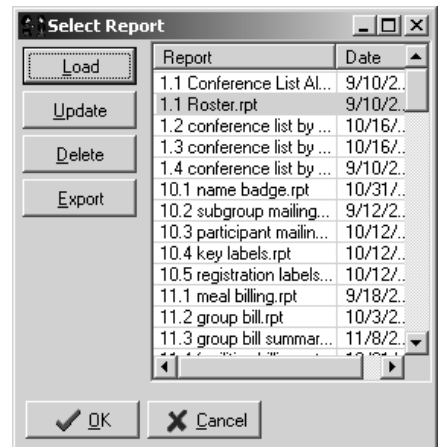 Select Report
Load
Update
Delete
Export
Report Date
1.1 Conference List Al... 9/10/2..
1.1 Roster.rpt 9/10/2..
1.2 conference list by ... 10/16/..
1.3 conference list by ... 10/16/..
1.4 conference list by ... 9/10/2..
10.1 name badge.rpt 10/31/..
10.2 subgroup mailing... 9/12/2..
10.3 participant mailin... 10/12/..
10.4 key labels.rpt 10/12/..
10.5 registration labels... 10/12/..
11.1 meal billing.rpt 9/18/2..
11.2 group bill.rpt 10/3/2..
11.3 group bill summar... 11/8/2..
OK
Cancel